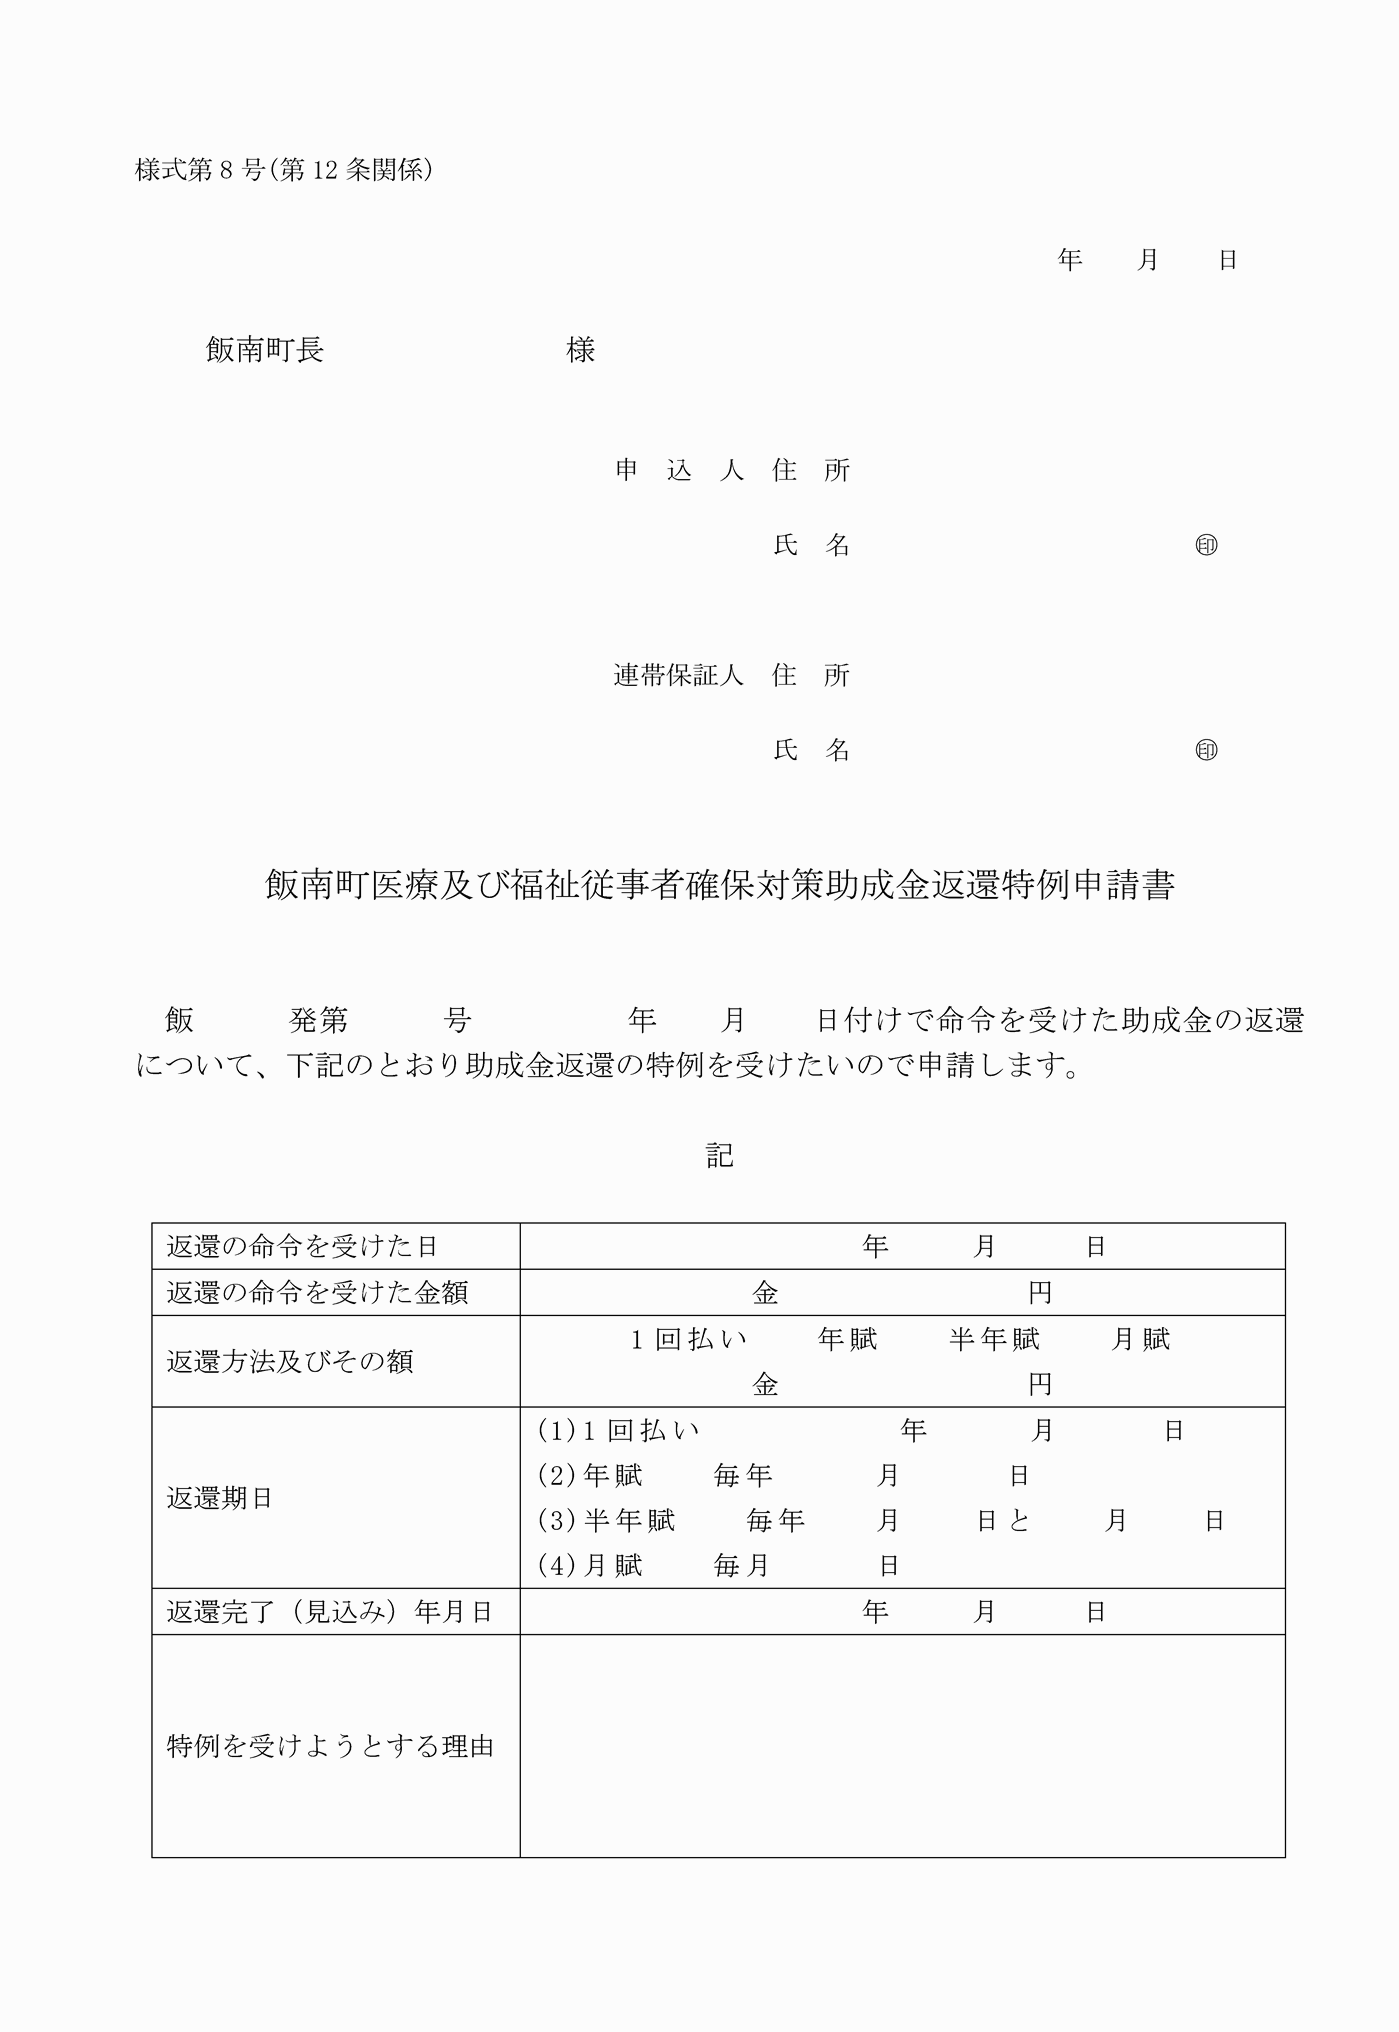 様式第 8 号(第 12 条関係)
年　　月　　日
飯南町長　　　　　　　　様
申　込　人　住　所
氏　名　　　　　　　　　　　　　㊞
連帯保証人　住　所
氏　名　　　　　　　　　　　　　㊞
飯南町医療及び福祉従事者確保対策助成金返還特例申請書
飯　　　発第　　　号　　　　　年　　月　　日付けで命令を受けた助成金の返還
について、下記のとおり助成金返還の特例を受けたいので申請します。
記
返還の命令を受けた日　　　　　年　　　月　　　日
返還の命令を受けた金額　　　　　金　　　　　　　　　円
返還方法及びその額
1 回払い　　年賦　　半年賦　　月賦
金　　　　　　　　　円
返還期日
(1)1 回払い　　　　　　年　　　月　　　日
(2)年賦　　毎年　　　月　　　日
(3)半年賦　　毎年　　月　　日と　　月　　日
(4)月賦　　毎月　　　日
返還完了（見込み）年月日　　　　　年　　　月　　　日
特例を受けようとする理由